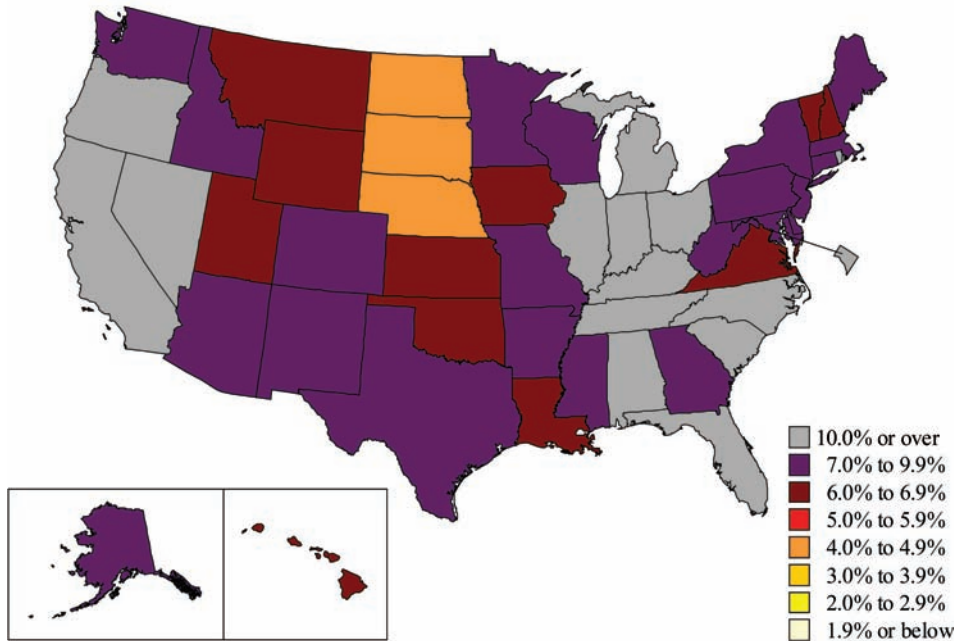 10.0% or over
7.0% to 9.9%
6.0% to 6.9%
5.0% to 5.9%
4.0% to 4.9%
3.0% to 3.9%
2.0% to 2.9%
1.9% or below